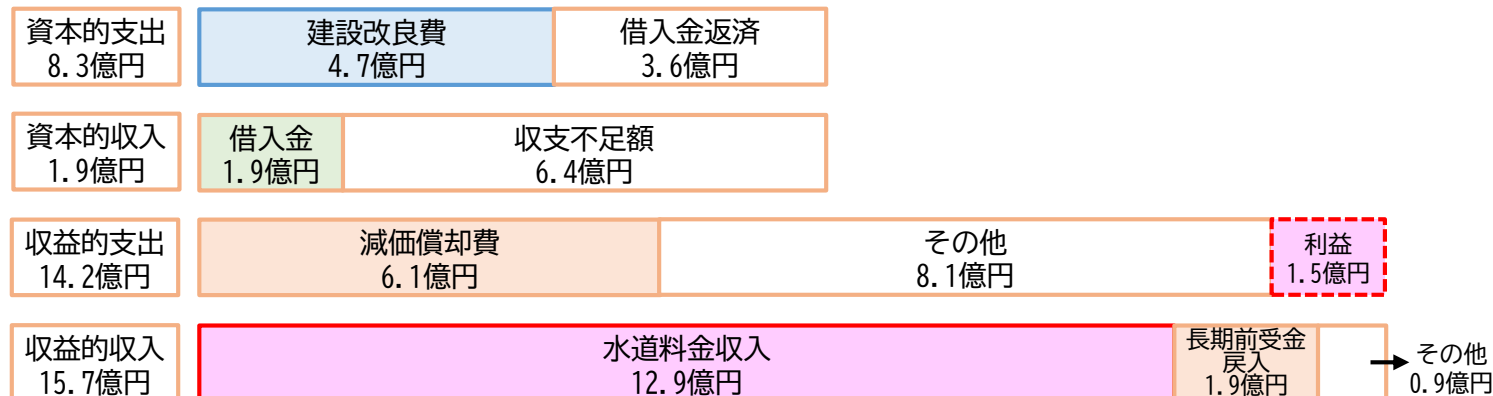 資本的支出
8.3億円
建設改良費
4.7億円
借入金返済
3.6億円
資本的収入
1.9億円
借入金
1.9億円
収支不足額
6.4億円
収益的支出
14.2億円
減価償却費
6.1億円
その他
8.1億円
利益
1.5億円
収益的収入
15.7億円
水道料金収入
12.9億円
長期前受金
戻入
1.9億円
その他
0.9億円